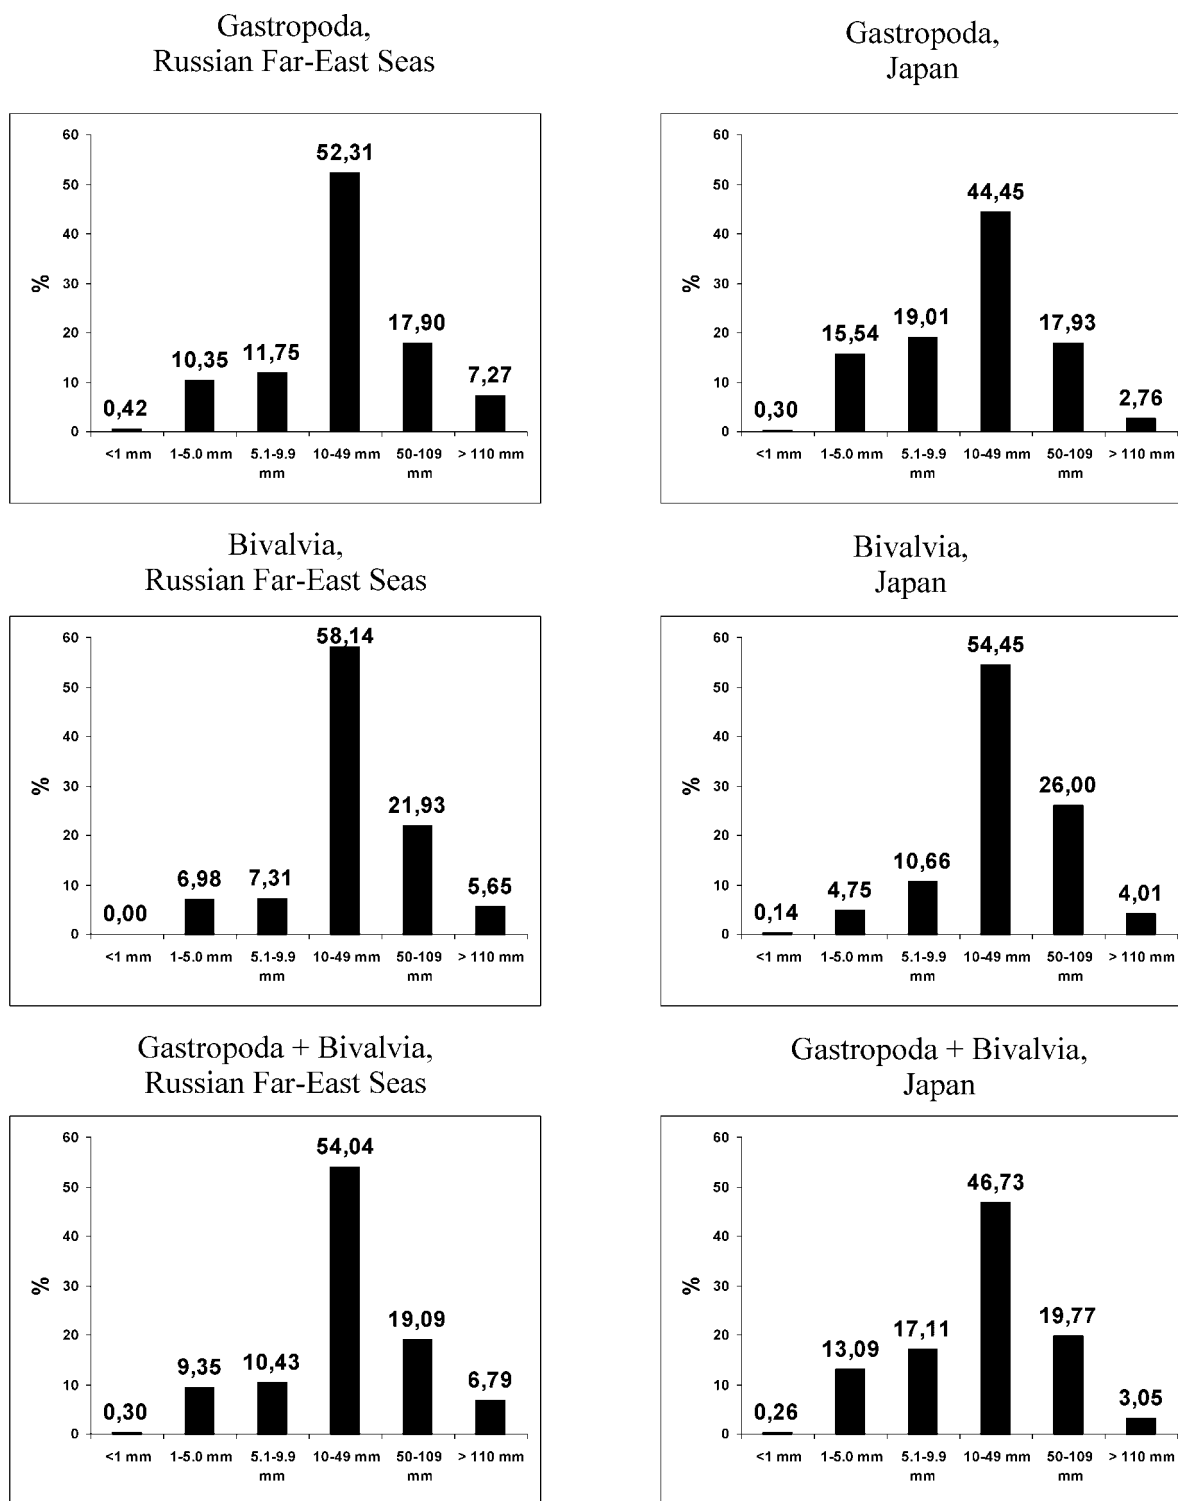 Gastropoda,
Russian Far-East Seas
60
50
40
30
20
10
0
%
0,42
10,35
11,75
52,31
17,90
7,27
<1 mm
1-5.0 mm
5.1-9.9
mm
10-49 mm
50-109
mm
> 110 mm
Gastropoda,
Japan
60
50
40
30
20
10
0
%
0,30
15,54
19,01
44,45
17,93
2,76
<1 mm
1-5.0 mm
5.1-9.9
mm
10-49 mm
50-109
mm
> 110 mm
Bivalvia,
Russian Far-East Seas
60
50
40
30
20
10
0
%
0,00
6,98
7,31
58,14
21,93
5,65
<1 mm
1-5.0 mm
5.1-9.9
mm
10-49 mm
50-109
mm
> 110 mm
Bivalvia,
Japan
60
50
40
30
20
10
0
%
0,14
4,75
10,66
54,45
26,00
4,01
<1 mm
1-5.0 mm
5.1-9.9
mm
10-49 mm
50-109
mm
> 110 mm
Gastropoda + Bivalvia,
Russian Far-East Seas
60
50
40
30
20
10
0
%
0,30
9,35
10,43
54,04
19,09
6,79
<1 mm
1-5.0 mm
5.1-9.9
mm
10-49 mm
50-109
mm
> 110 mm
Gastropoda + Bivalvia,
Japan
60
50
40
30
20
10
0
%
0,26
13,09
17,11
46,73
19,77
3,05
<1 mm
1-5.0 mm
5.1-9.9
mm
10-49 mm
50-109
mm
> 110 mm